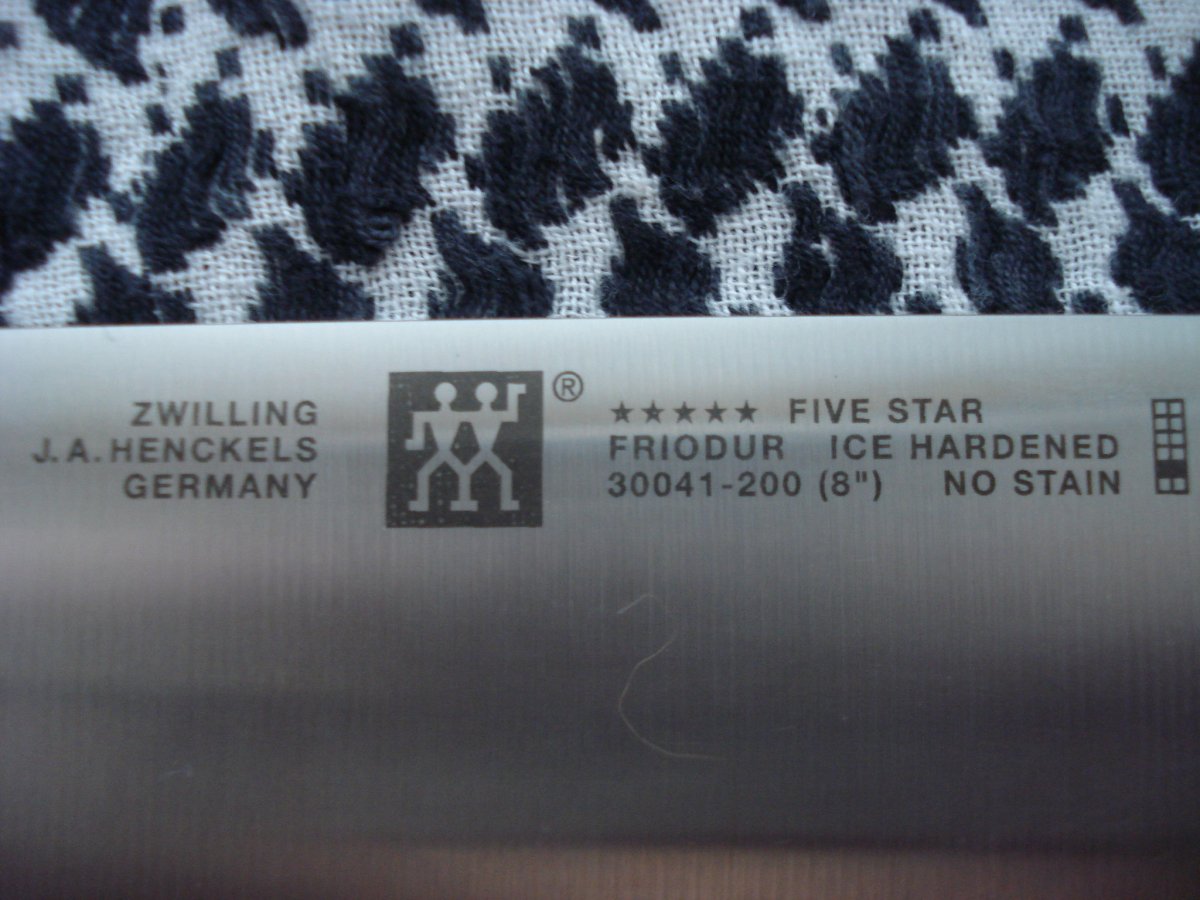 ZWILLING
J.A. HENCKELS
GERMANY
®
★★★★★ FIVE STAR
FRIODUR ICE HARDENED
30041-200 (8") NO STAIN